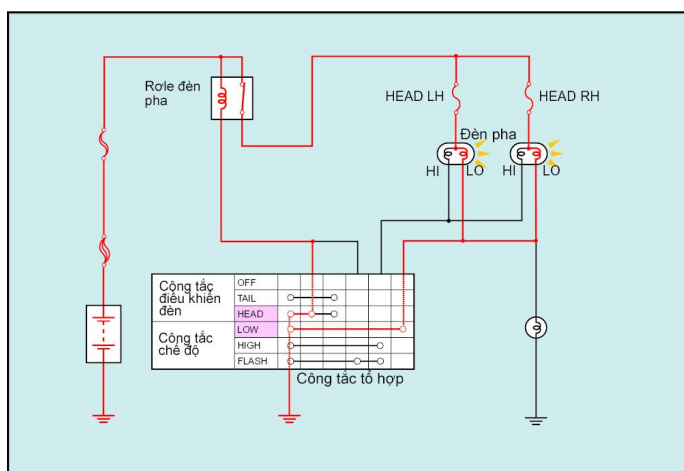 Rơle đèn
pha
HEAD LH
HEAD RH
Đèn pha
HI
LO
HI
LO
Công tắc
điều khiển
đèn
OFF
TAIL
HEAD
Công tắc
chế độ
LOW
HIGH
FLASH
Công tắc tổ hợp